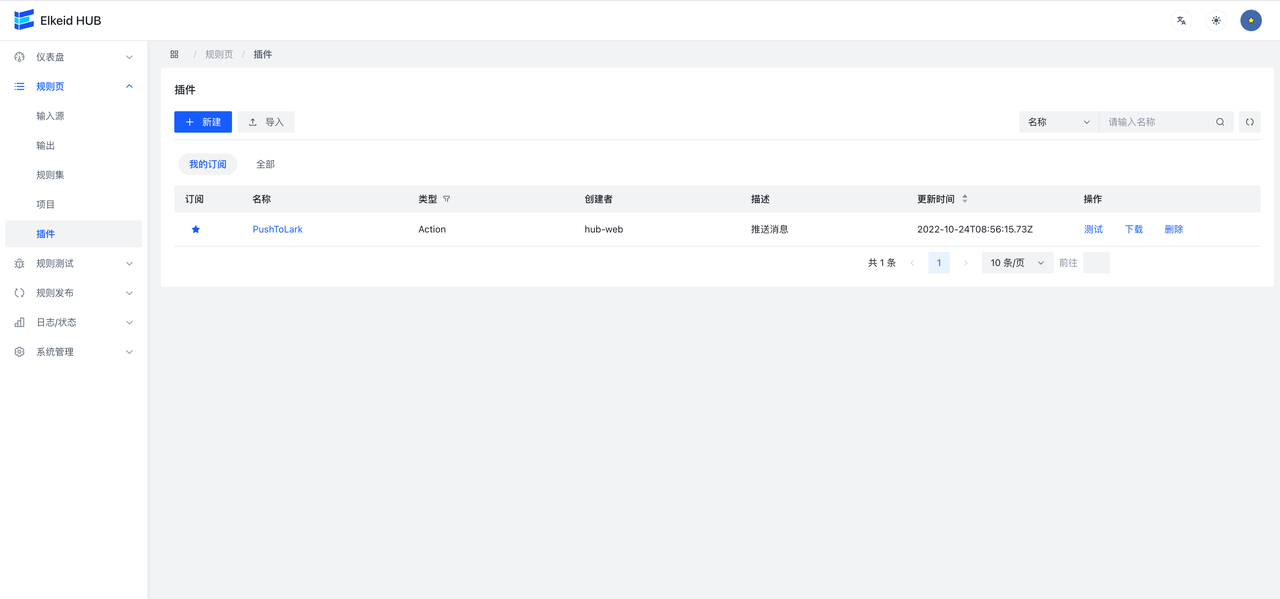 Elkeid HUB
仪表盘
规则页
输入源
输出
规则集
项目
插件
规则测试
规则发布
日志/状态
系统管理
/ 规则页 / 插件
插件
新建 导入 名称 请输入名称
我的订阅 全部
订阅 名称 类型 创建者 描述 更新时间 操作
PushToLark Action hub-web 推送消息 2022-10-24T08:56:15.73Z 测试 下载 删除
共 1 条 1 10 条/页 前往